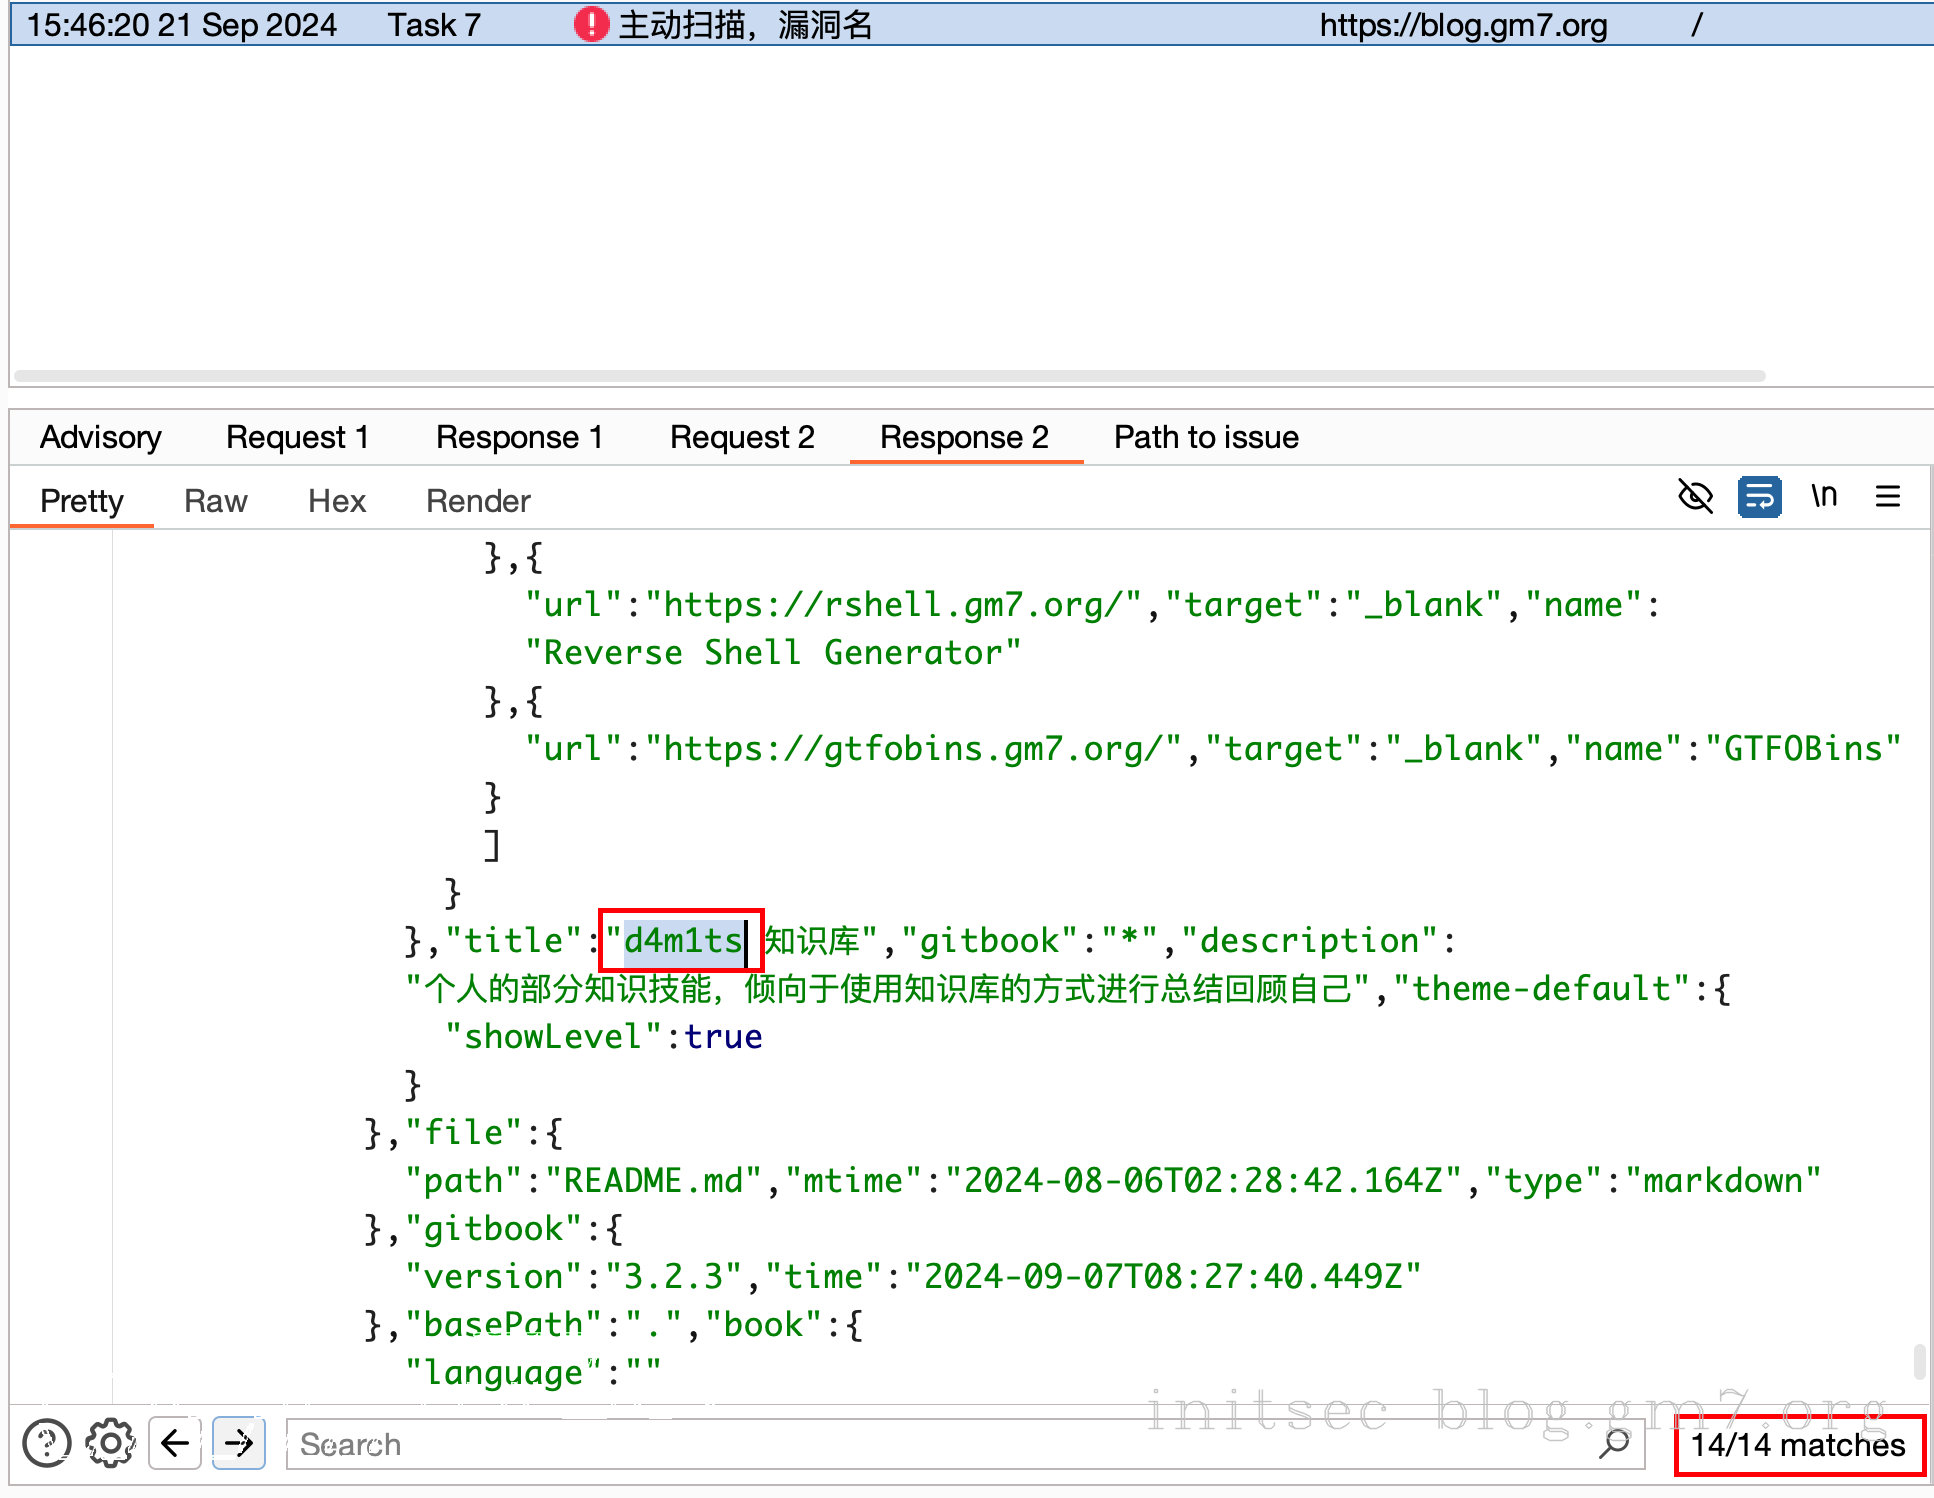 15:46:20 21 Sep 2024 Task 7 主动扫描，漏洞名 https://blog.gm7.org /
Advisory Request 1 Response 1 Request 2 Response 2 Path to issue
Pretty Raw Hex Render \n
},{
"url":"https://rshell.gm7.org/","target":"_blank","name":
"Reverse Shell Generator"
},{
"url":"https://gtfobins.gm7.org/","target":"_blank","name":"GTFOBins"
}
]
}
},"title":"d4m1ts 知识库","gitbook":"*","description":
"个人的部分知识技能，倾向于使用知识库的方式进行总结回顾自己","theme-default":{
"showLevel":true
}
},"file":{
"path":"README.md","mtime":"2024-08-06T02:28:42.164Z","type":"markdown"
},"gitbook":{
"version":"3.2.3","time":"2024-09-07T08:27:40.449Z"
},"basePath":".","book":{
"language":""
initsec blog.gm7.org
Search 14/14 matches